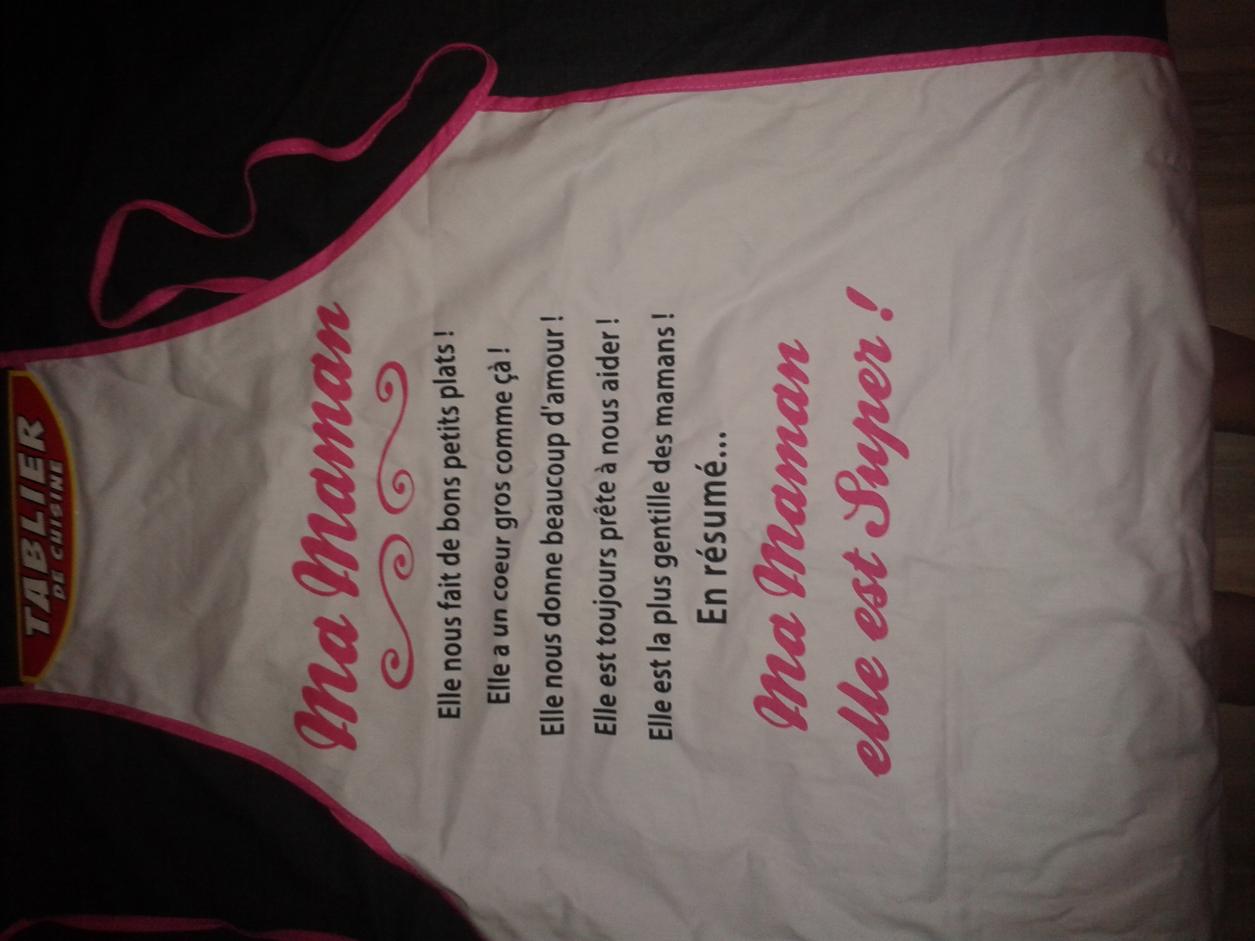 TABLIER
DE CUISINE
Ma Maman
Elle nous fait de bons petits plats !
Elle a un coeur gros comme çà !
Elle nous donne beaucoup d'amour !
Elle est toujours prête à nous aider !
Elle est la plus gentille des mamans !
En résumé...
Ma Maman
elle est Super !